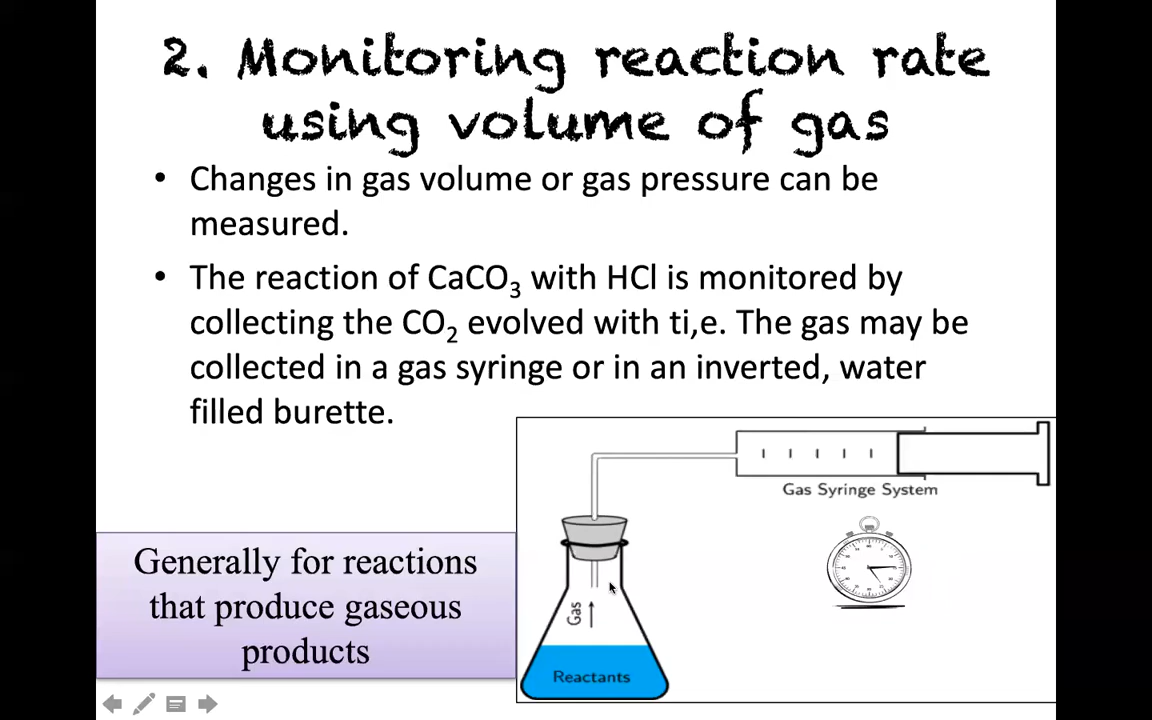 2. Monitoring reaction rate
using volume of gas
• Changes in gas volume or gas pressure can be
measured.
• The reaction of CaCO₃ with HCl is monitored by
collecting the CO₂ evolved with ti,e. The gas may be
collected in a gas syringe or in an inverted, water
filled burette.
Gas Syringe System
Generally for reactions
that produce gaseous
products
Gas
Reactants